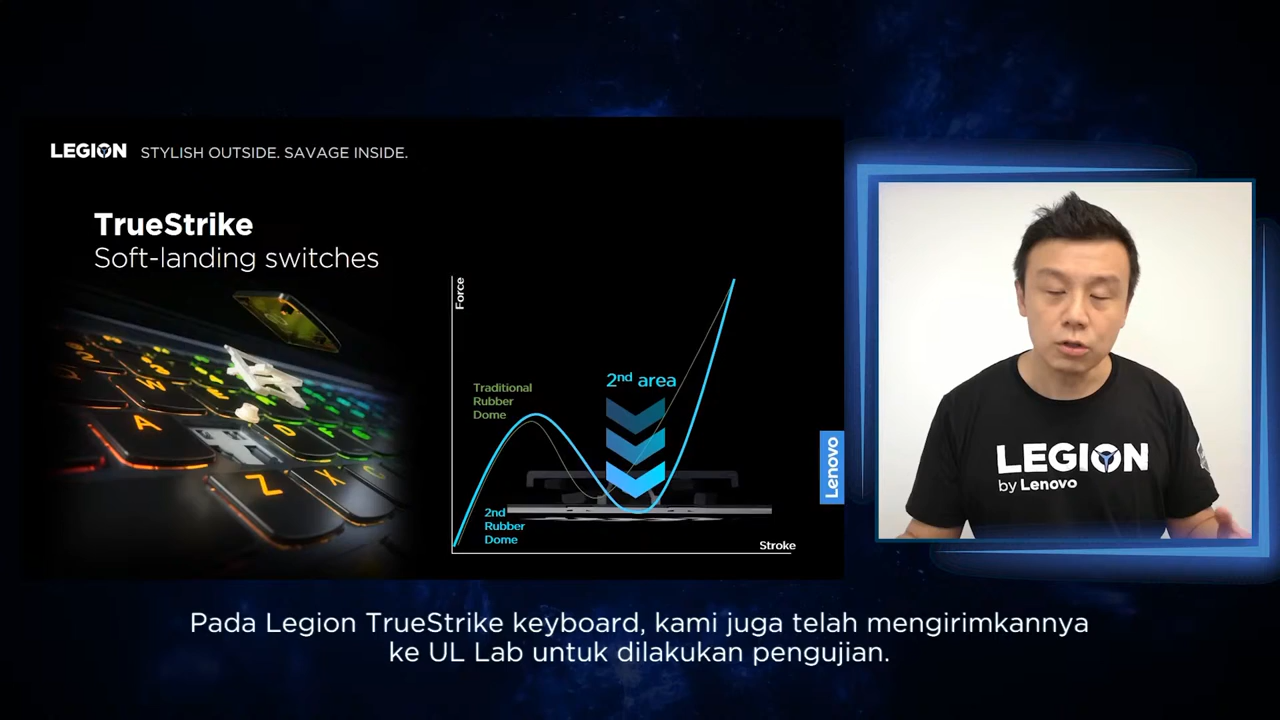 LEGION STYLISH OUTSIDE. SAVAGE INSIDE.
TrueStrike
Soft-landing switches
Force
Traditional
Rubber
Dome
2nd area
2nd
Rubber
Dome
Stroke
Lenovo
A
Z
X
C
W
E
D
F
2
LEGION
by Lenovo
Pada Legion TrueStrike keyboard, kami juga telah mengirimkannya
ke UL Lab untuk dilakukan pengujian.